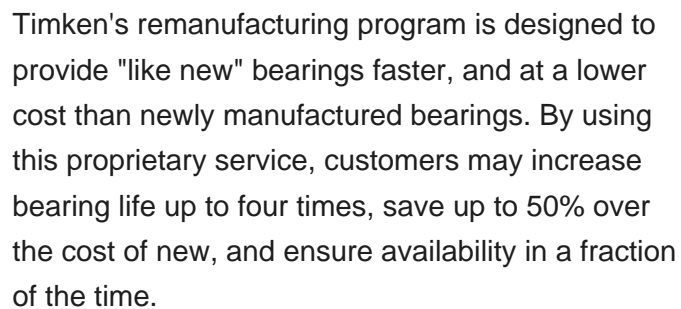 Timken's remanufacturing program is designed to
provide "like new" bearings faster, and at a lower
cost than newly manufactured bearings. By using
this proprietary service, customers may increase
bearing life up to four times, save up to 50% over
the cost of new, and ensure availability in a fraction
of the time.